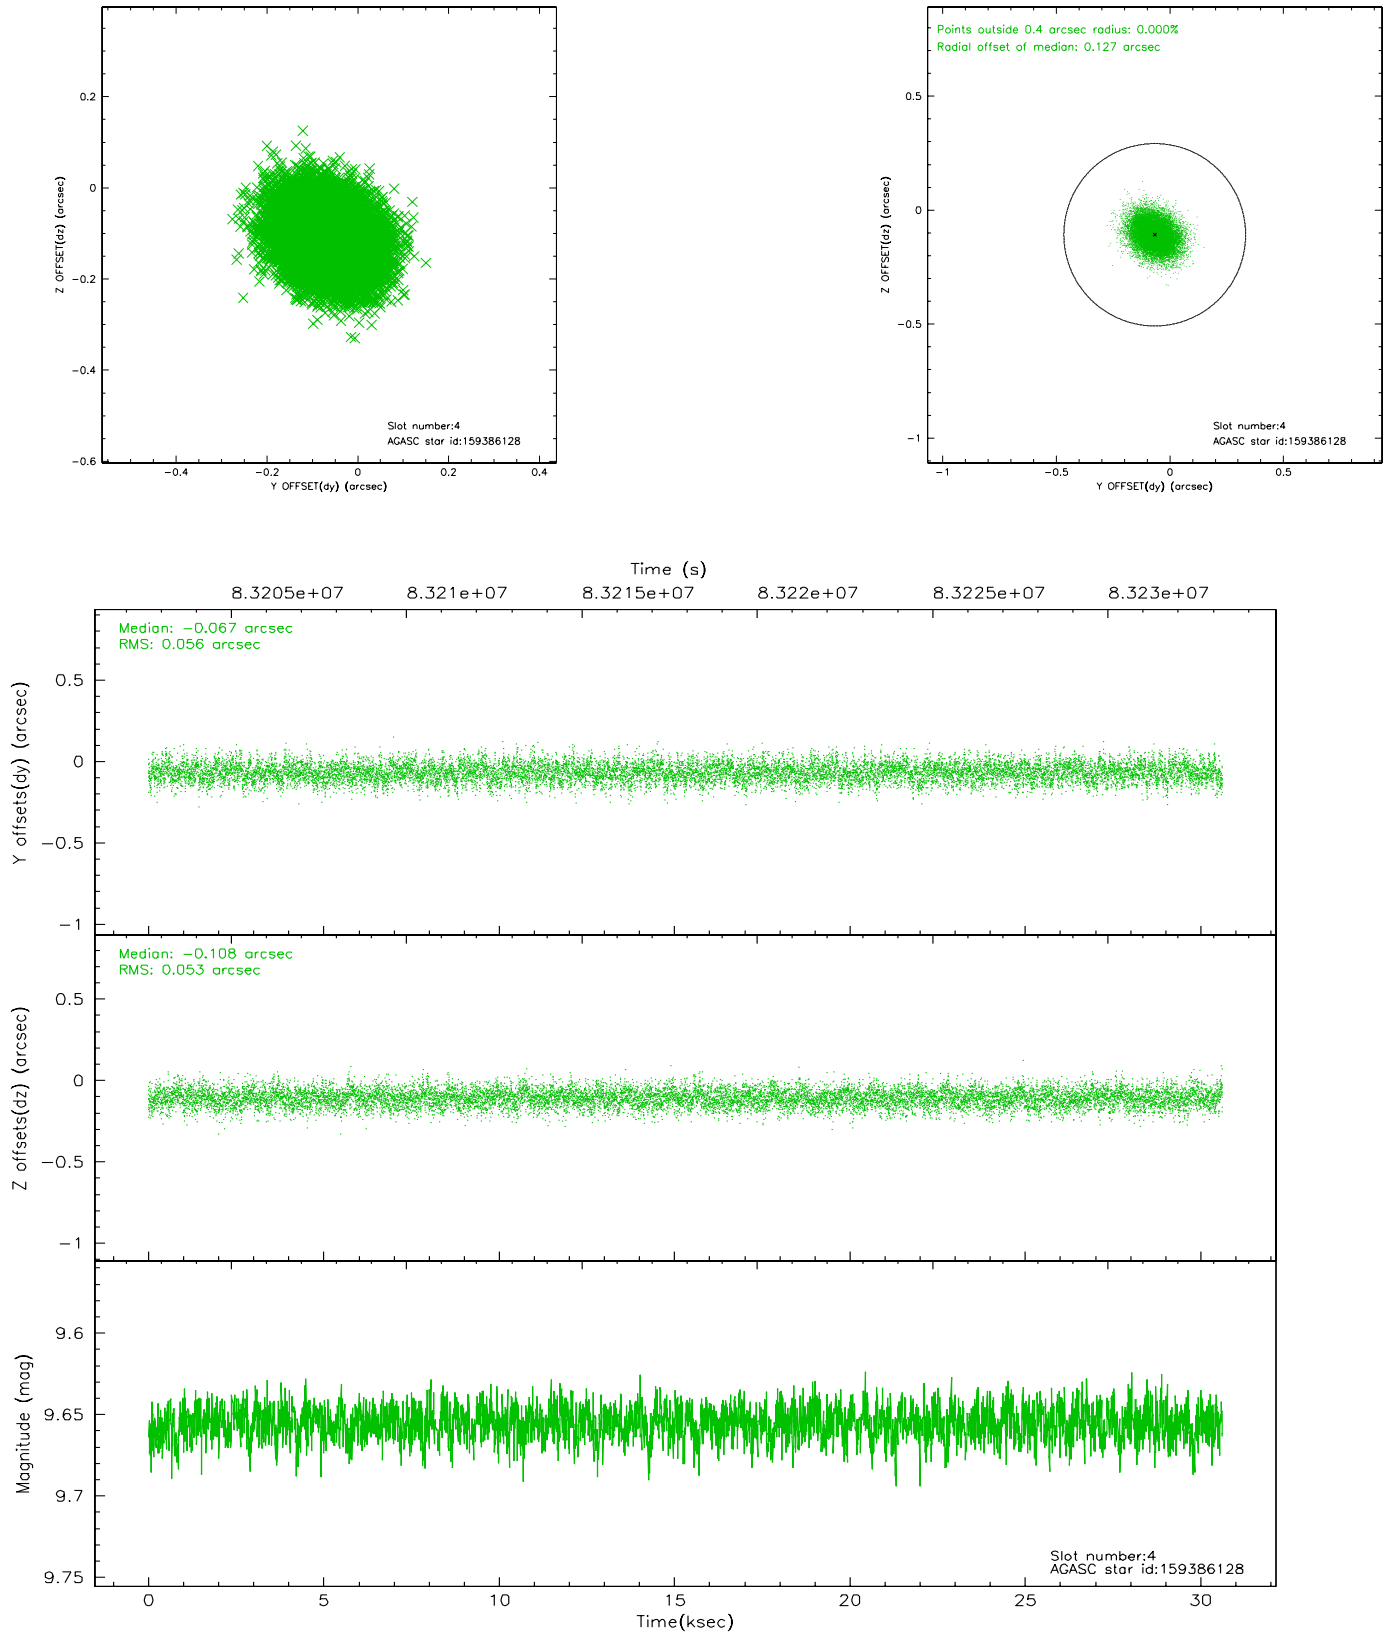 0.2
0
-0.2
-0.4
-0.6
Z OFFSET(dz) (arcsec)
Slot number:4
AGASC star id:159386128
-0.4
-0.2
0
0.2
0.4
Y OFFSET(dy) (arcsec)
Points outside 0.4 arcsec radius: 0.000%
Radial offset of median: 0.127 arcsec
0.5
0
-0.5
-1
Z OFFSET(dz) (arcsec)
Slot number:4
AGASC star id:159386128
-1
-0.5
0
0.5
Y OFFSET(dy) (arcsec)
Time (s)
8.3205e+07
8.321e+07
8.3215e+07
8.322e+07
8.3225e+07
8.323e+07
Median: -0.067 arcsec
RMS: 0.056 arcsec
0.5
0
-0.5
-1
Y offsets(dy) (arcsec)
Median: -0.108 arcsec
RMS: 0.053 arcsec
0.5
0
-0.5
-1
Z offsets(dz) (arcsec)
9.6
9.65
9.7
9.75
Magnitude (mag)
Slot number:4
AGASC star id:159386128
0
5
10
15
20
25
30
Time(ksec)